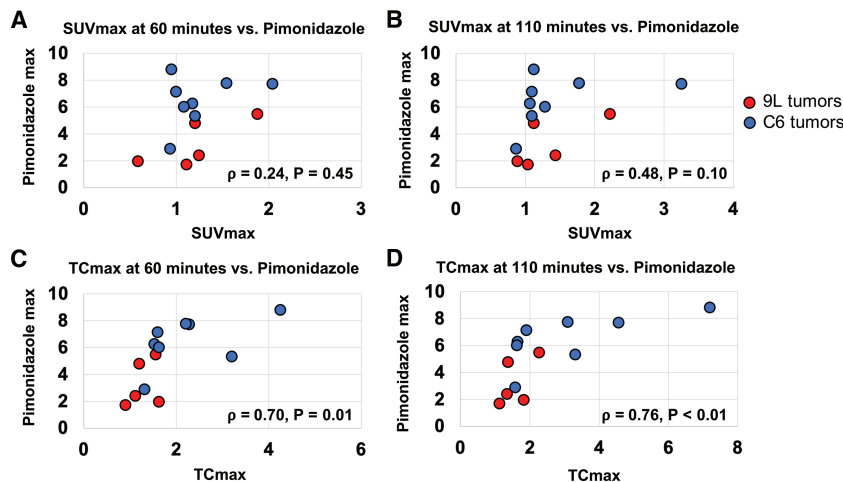 A
SUVmax at 60 minutes vs. Pimonidazole
Pimonidazole max
10
8
6
4
2
0
ρ = 0.24, P = 0.45
0 1 2 3
SUVmax
B
SUVmax at 110 minutes vs. Pimonidazole
Pimonidazole max
10
8
6
4
2
0
ρ = 0.48, P = 0.10
0 1 2 3 4
SUVmax
9L tumors
C6 tumors
C
TCmax at 60 minutes vs. Pimonidazole
Pimonidazole max
10
8
6
4
2
0
ρ = 0.70, P = 0.01
0 2 4 6
TCmax
D
TCmax at 110 minutes vs. Pimonidazole
Pimonidazole max
10
8
6
4
2
0
ρ = 0.76, P < 0.01
0 2 4 6 8
TCmax